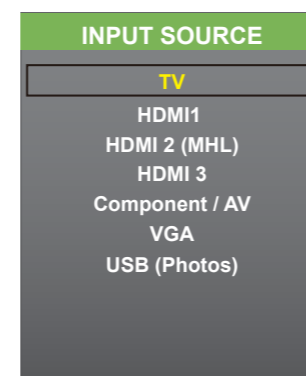 INPUT SOURCE
TV
HDMI1
HDMI 2 (MHL)
HDMI 3
Component / AV
VGA
USB (Photos)